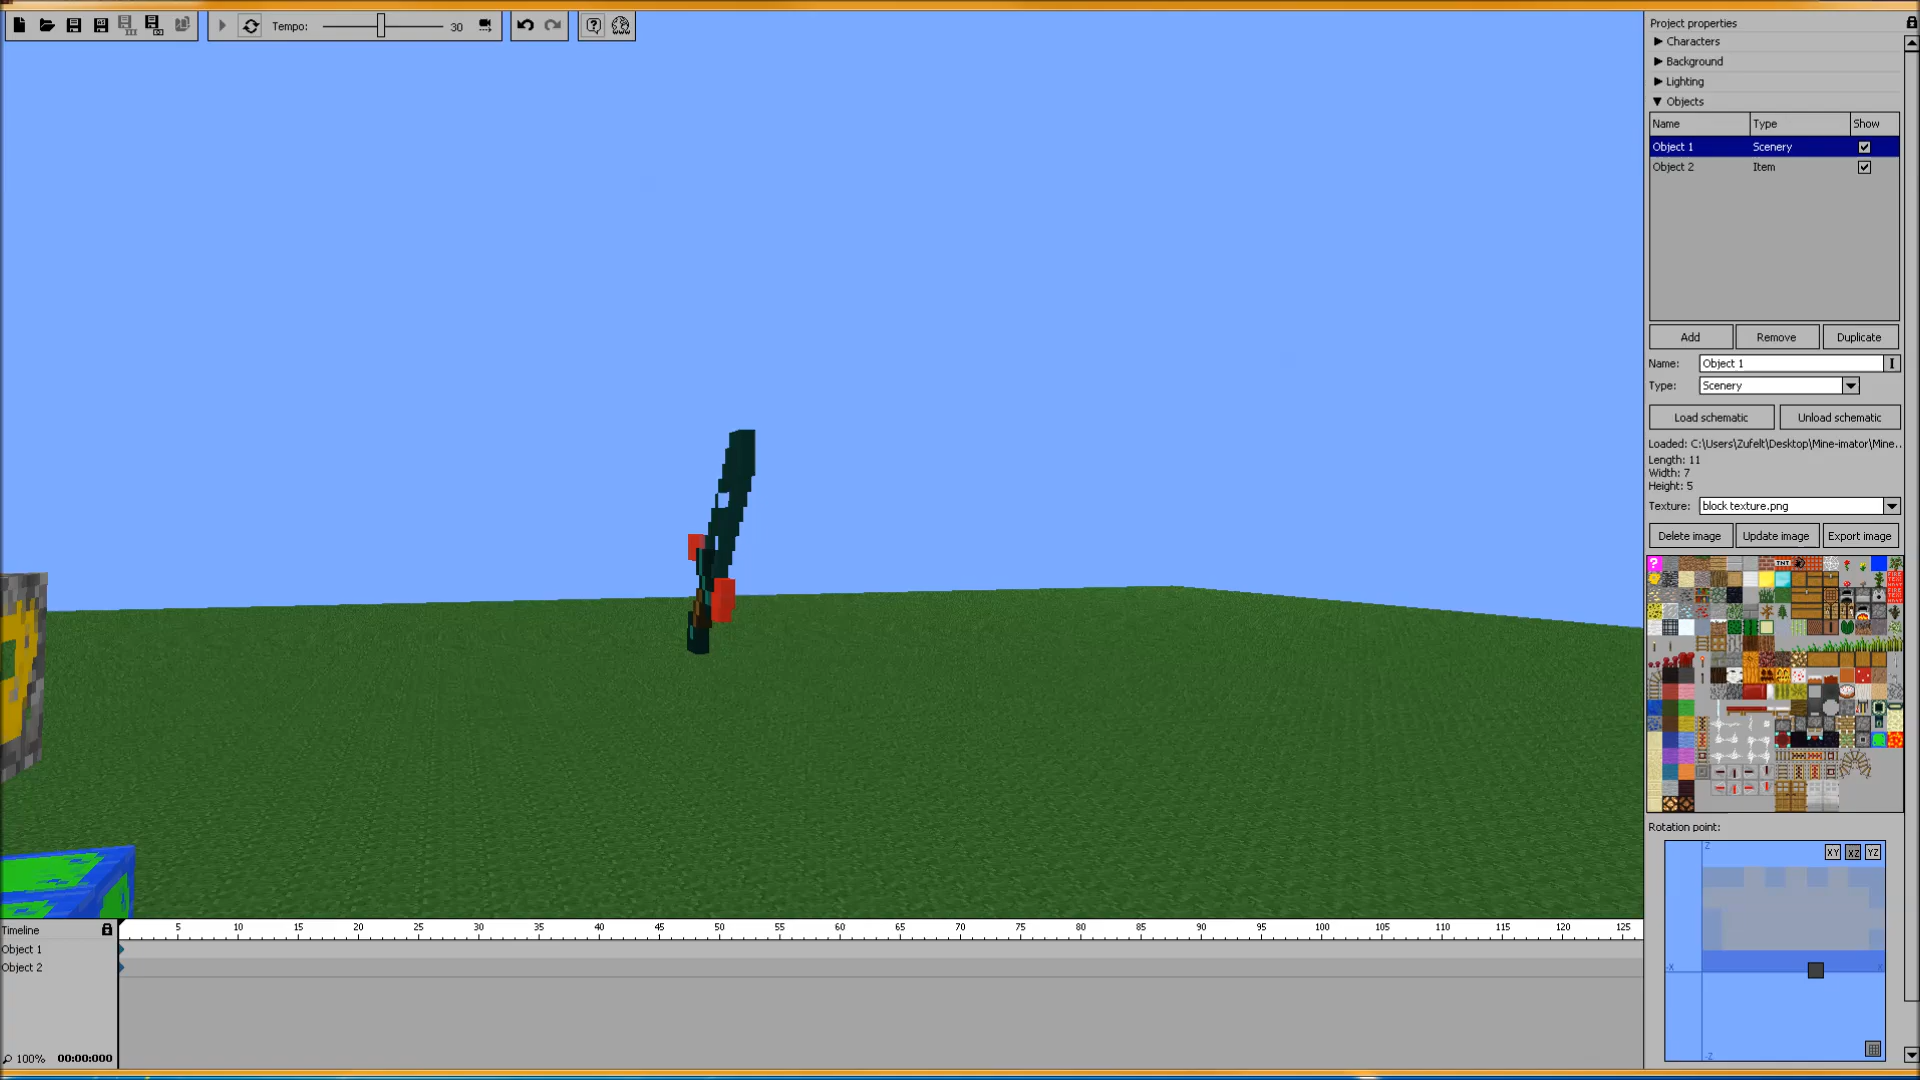 Tempo: 30
Project properties
Characters
Background
Lighting
Objects
Name Type Show
Object 1 Scenery
Object 2 Item
Add Remove Duplicate
Name: Object 1
Type: Scenery
Load schematic Unload schematic
Loaded: C:\Users\Zufelt\Desktop\Mine-imator\Mine..
Length: 11
Width: 7
Height: 5
Texture: block texture.png
Delete image Update image Export image
TNT
Rotation point:
Z XY XZ YZ
-X X
-Z
Timeline
5 10 15 20 25 30 35 40 45 50 55 60 65 70 75 80 85 90 95 100 105 110 115 120 125
Object 1
Object 2
100% 00:00:000